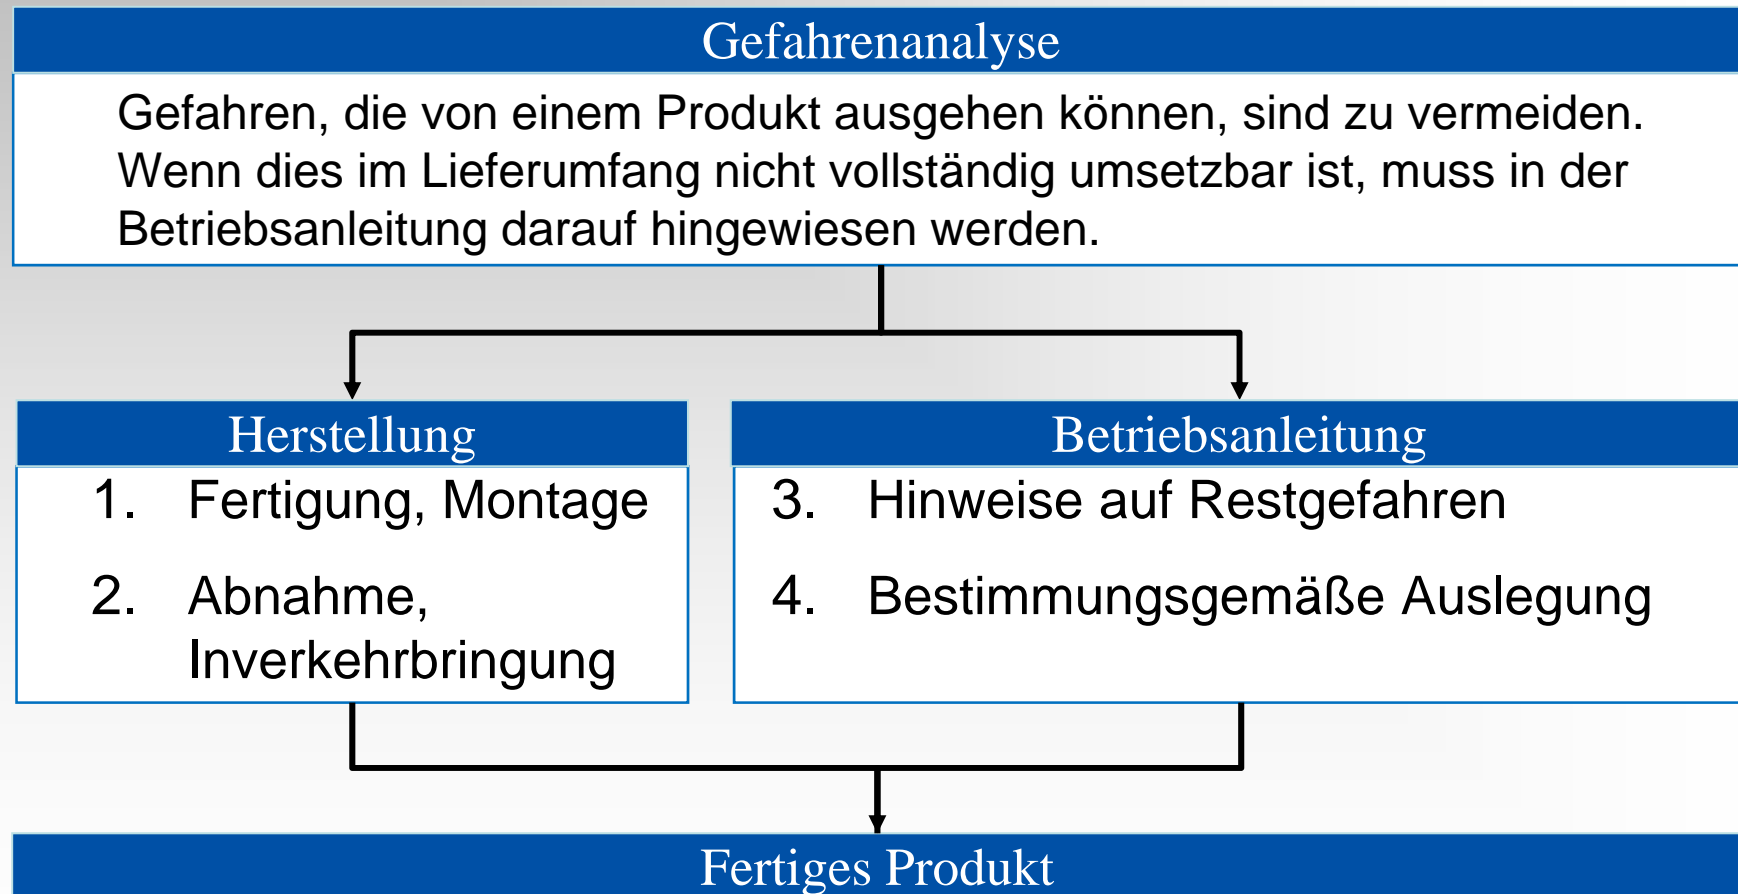 Gefahrenanalyse
Gefahren, die von einem Produkt ausgehen können, sind zu vermeiden.
Wenn dies im Lieferumfang nicht vollständig umsetzbar ist, muss in der
Betriebsanleitung darauf hingewiesen werden.
Herstellung
1. Fertigung, Montage
2. Abnahme,
Inverkehrbringung
Betriebsanleitung
3. Hinweise auf Restgefahren
4. Bestimmungsgemäße Auslegung
Fertiges Produkt